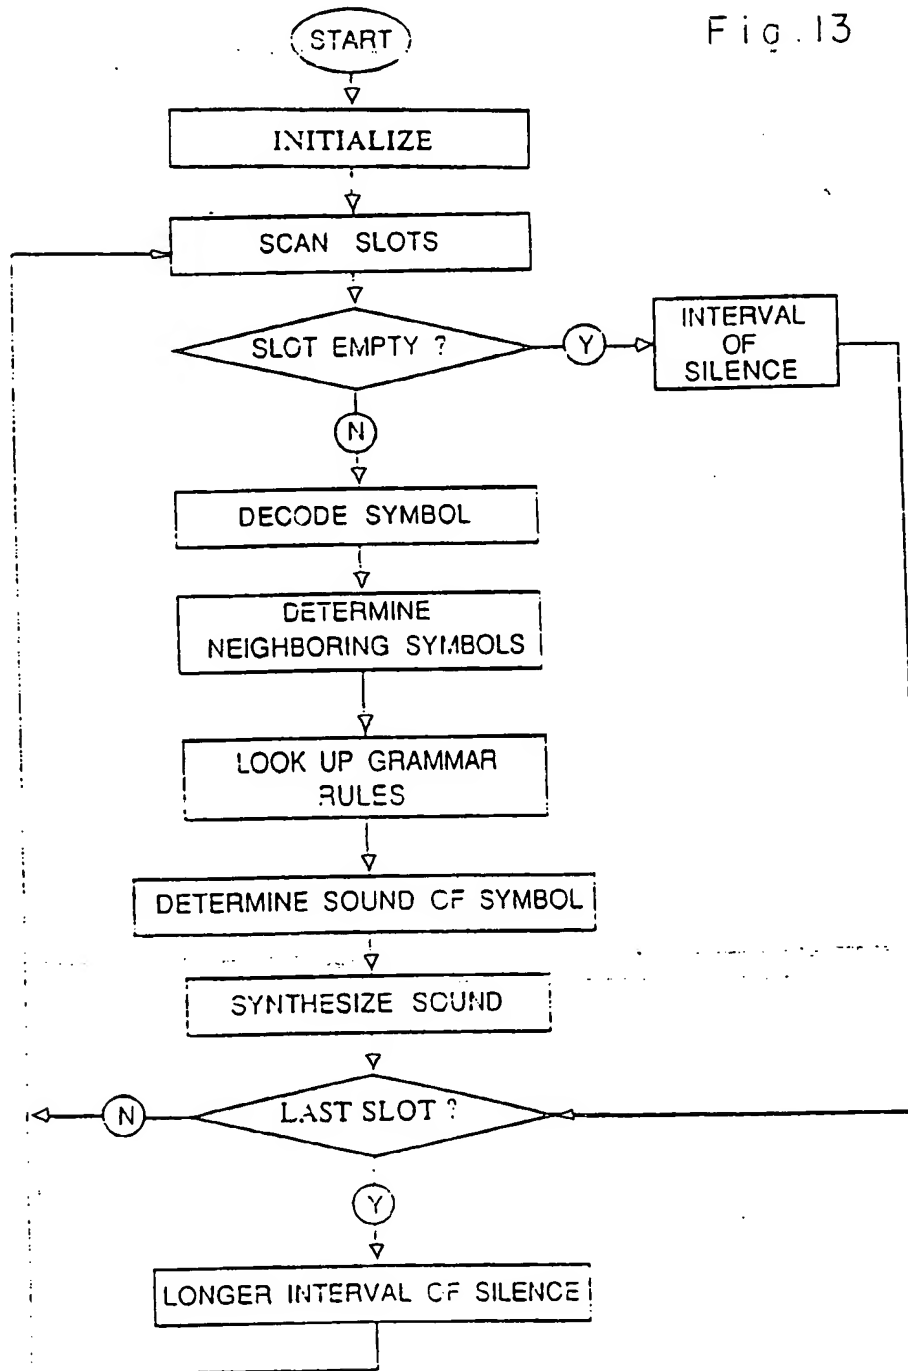 Fig.13
START
INITIALIZE
SCAN SLOTS
SLOT EMPTY ?
Y
INTERVAL
OF
SILENCE
N
DECODE SYMBOL
DETERMINE
NEIGHBORING SYMBOLS
LOOK UP GRAMMAR
RULES
DETERMINE SOUND OF SYMBOL
SYNTHESIZE SOUND
N
LAST SLOT ?
Y
LONGER INTERVAL OF SILENCE